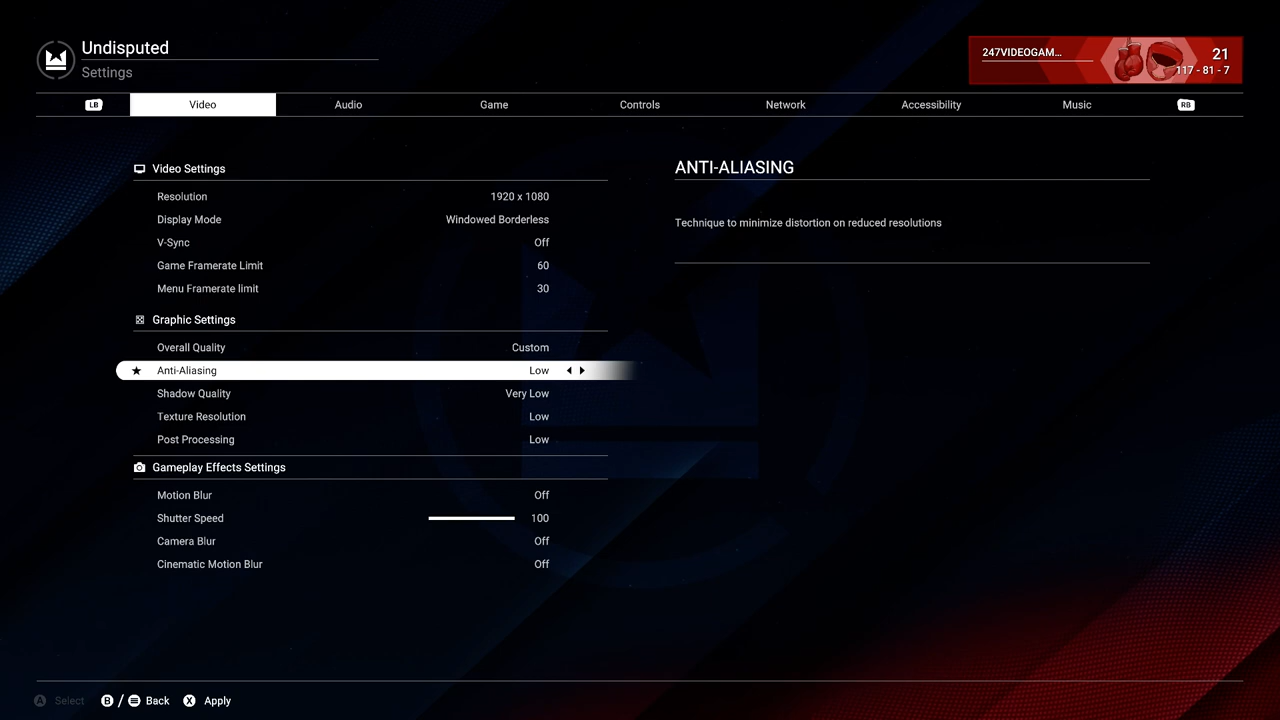 Undisputed
Settings
247VIDEOGAM...
21
117 - 81 - 7
LB Video Audio Game Controls Network Accessibility Music RB
Video Settings
Resolution 1920 x 1080
Display Mode Windowed Borderless
V-Sync Off
Game Framerate Limit 60
Menu Framerate limit 30
Graphic Settings
Overall Quality Custom
Anti-Aliasing Low
Shadow Quality Very Low
Texture Resolution Low
Post Processing Low
Gameplay Effects Settings
Motion Blur Off
Shutter Speed 100
Camera Blur Off
Cinematic Motion Blur Off
ANTI-ALIASING
Technique to minimize distortion on reduced resolutions
A Select B / Back X Apply